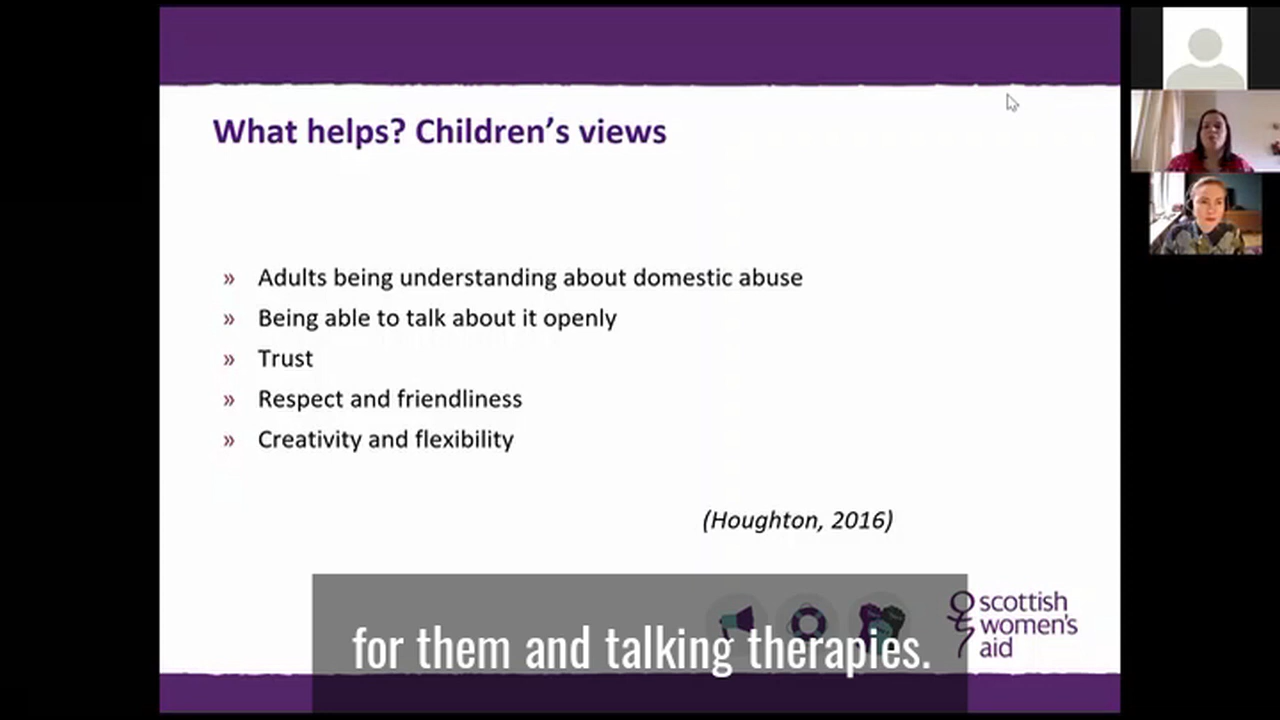 What helps? Children's views
» Adults being understanding about domestic abuse
» Being able to talk about it openly
» Trust
» Respect and friendliness
» Creativity and flexibility
(Houghton, 2016)
scottish
women's
aid
for them and talking therapies.